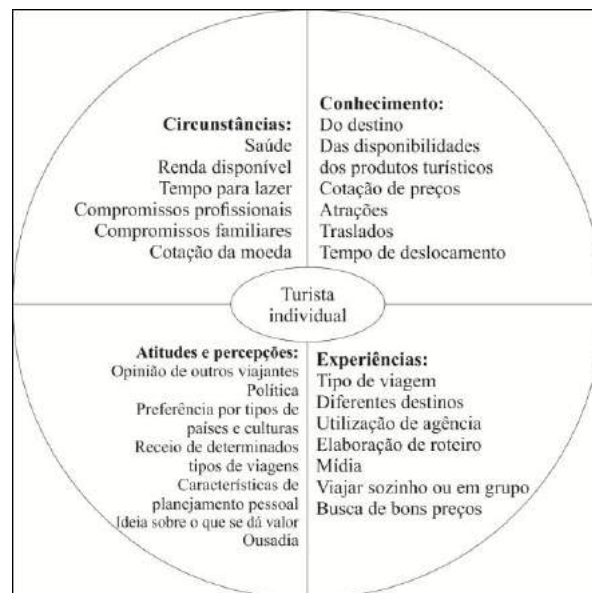 Circunstâncias:
Saúde
Renda disponível
Tempo para lazer
Compromissos profissionais
Compromissos familiares
Cotação da moeda
Conhecimento:
Do destino
Das disponibilidades
dos produtos turísticos
Cotação de preços
Atrações
Traslados
Tempo de deslocamento
Turista
individual
Atitudes e percepções:
Opinião de outros viajantes
Política
Preferência por tipos de
países e culturas
Receio de determinados
tipos de viagens
Características de
planejamento pessoal
Ideia sobre o que se dá valor
Ousadia
Experiências:
Tipo de viagem
Diferentes destinos
Utilização de agência
Elaboração de roteiro
Mídia
Viajar sozinho ou em grupo
Busca de bons preços